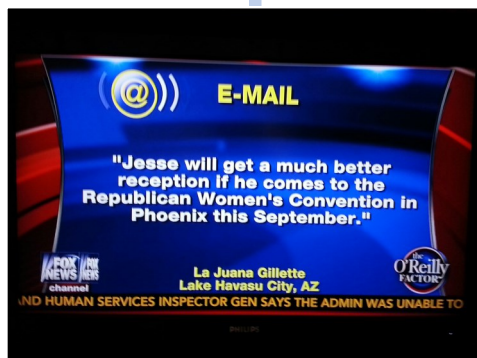 @
E-MAIL
"Jesse will get a much better
reception if he comes to the
Republican Women's Convention in
Phoenix this September."
FOX
NEWS
channel
FOX
NEWS
La Juana Gillette
Lake Havasu City, AZ
the
O'Reilly
FACTOR
AND HUMAN SERVICES INSPECTOR GEN SAYS THE ADMIN WAS UNABLE TO
PHILIPS